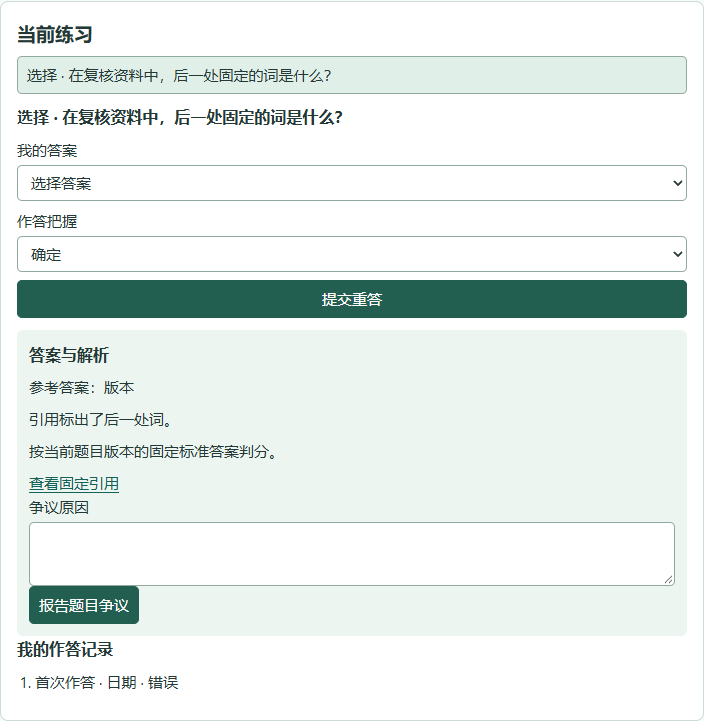 当前练习
选择 · 在复核资料中，后一处固定的词是什么？
选择 · 在复核资料中，后一处固定的词是什么？
我的答案
选择答案
作答把握
确定
提交重答
答案与解析
参考答案：版本
引用标出了后一处词。
按当前题目版本的固定标准答案判分。
查看固定引用
争议原因
报告题目争议
我的作答记录
1. 首次作答 · 日期 · 错误